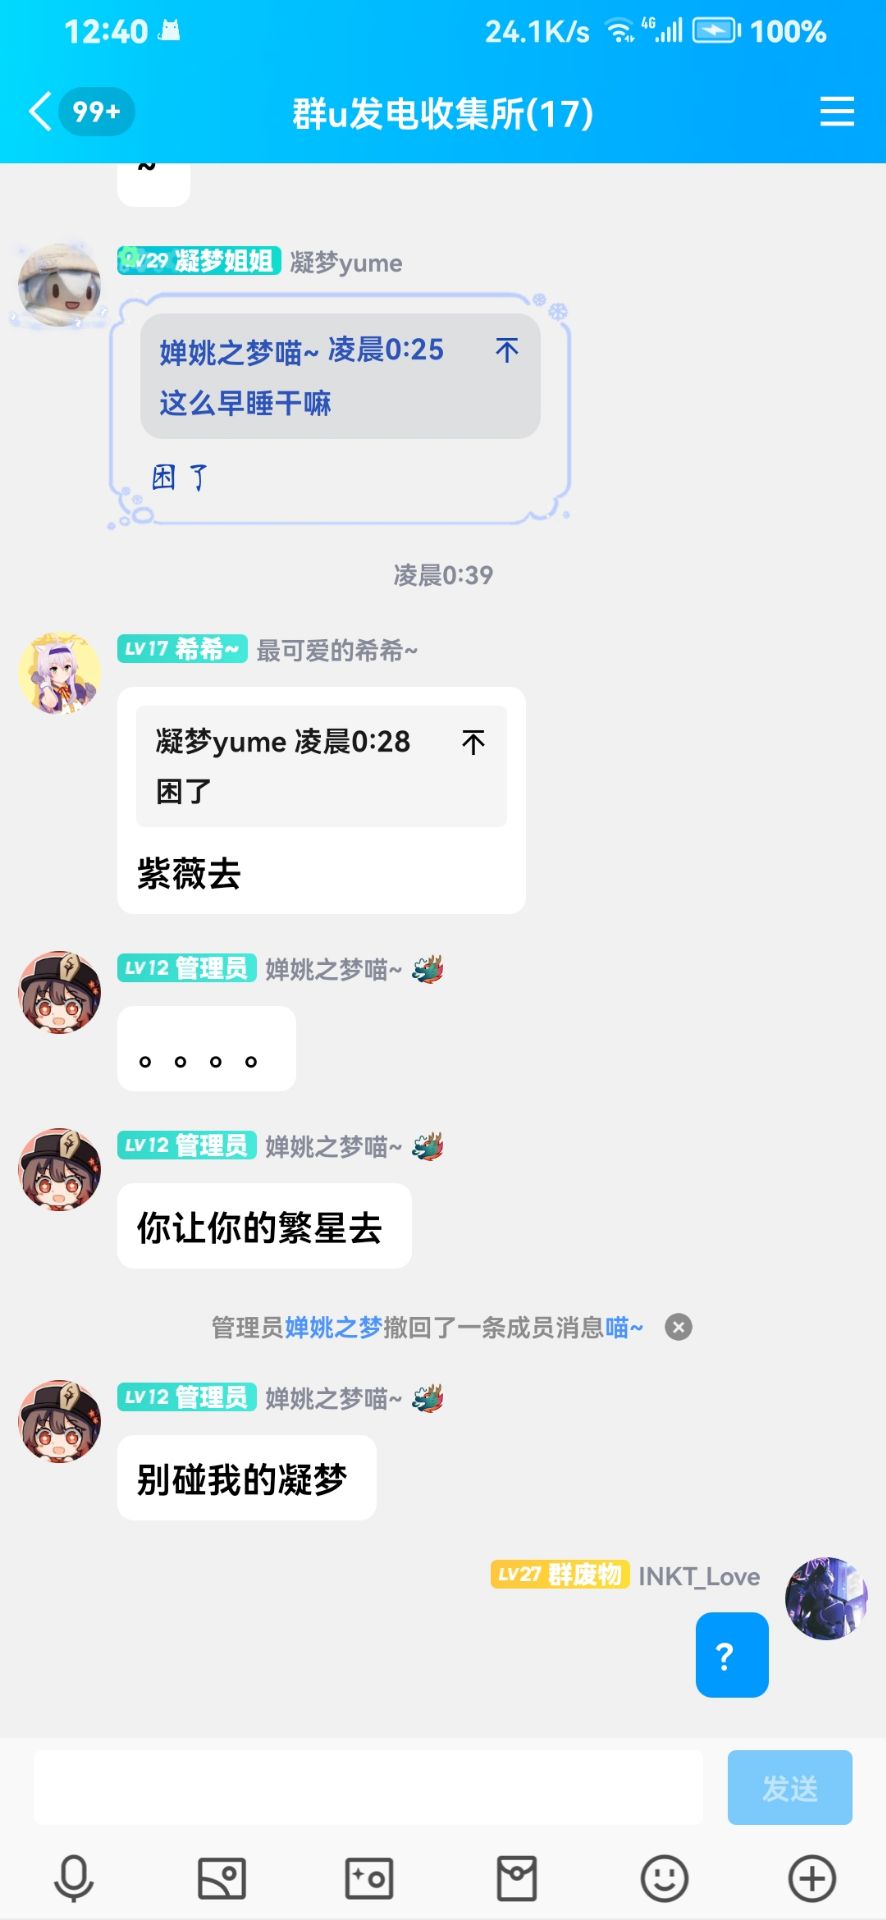 12:40
24.1K/s 4G 100%
99+
群u发电收集所(17)
~
LV29 凝梦姐姐 凝梦yume
婵姚之梦喵~ 凌晨0:25
这么早睡干嘛
困了
凌晨0:39
LV17 希希~ 最可爱的希希~
凝梦yume 凌晨0:28
困了
紫薇去
LV12 管理员 婵姚之梦喵~
。。。。
LV12 管理员 婵姚之梦喵~
你让你的繁星去
管理员婵姚之梦撤回了一条成员消息喵~
LV12 管理员 婵姚之梦喵~
别碰我的凝梦
LV27 群废物 INKT_Love
？
发送